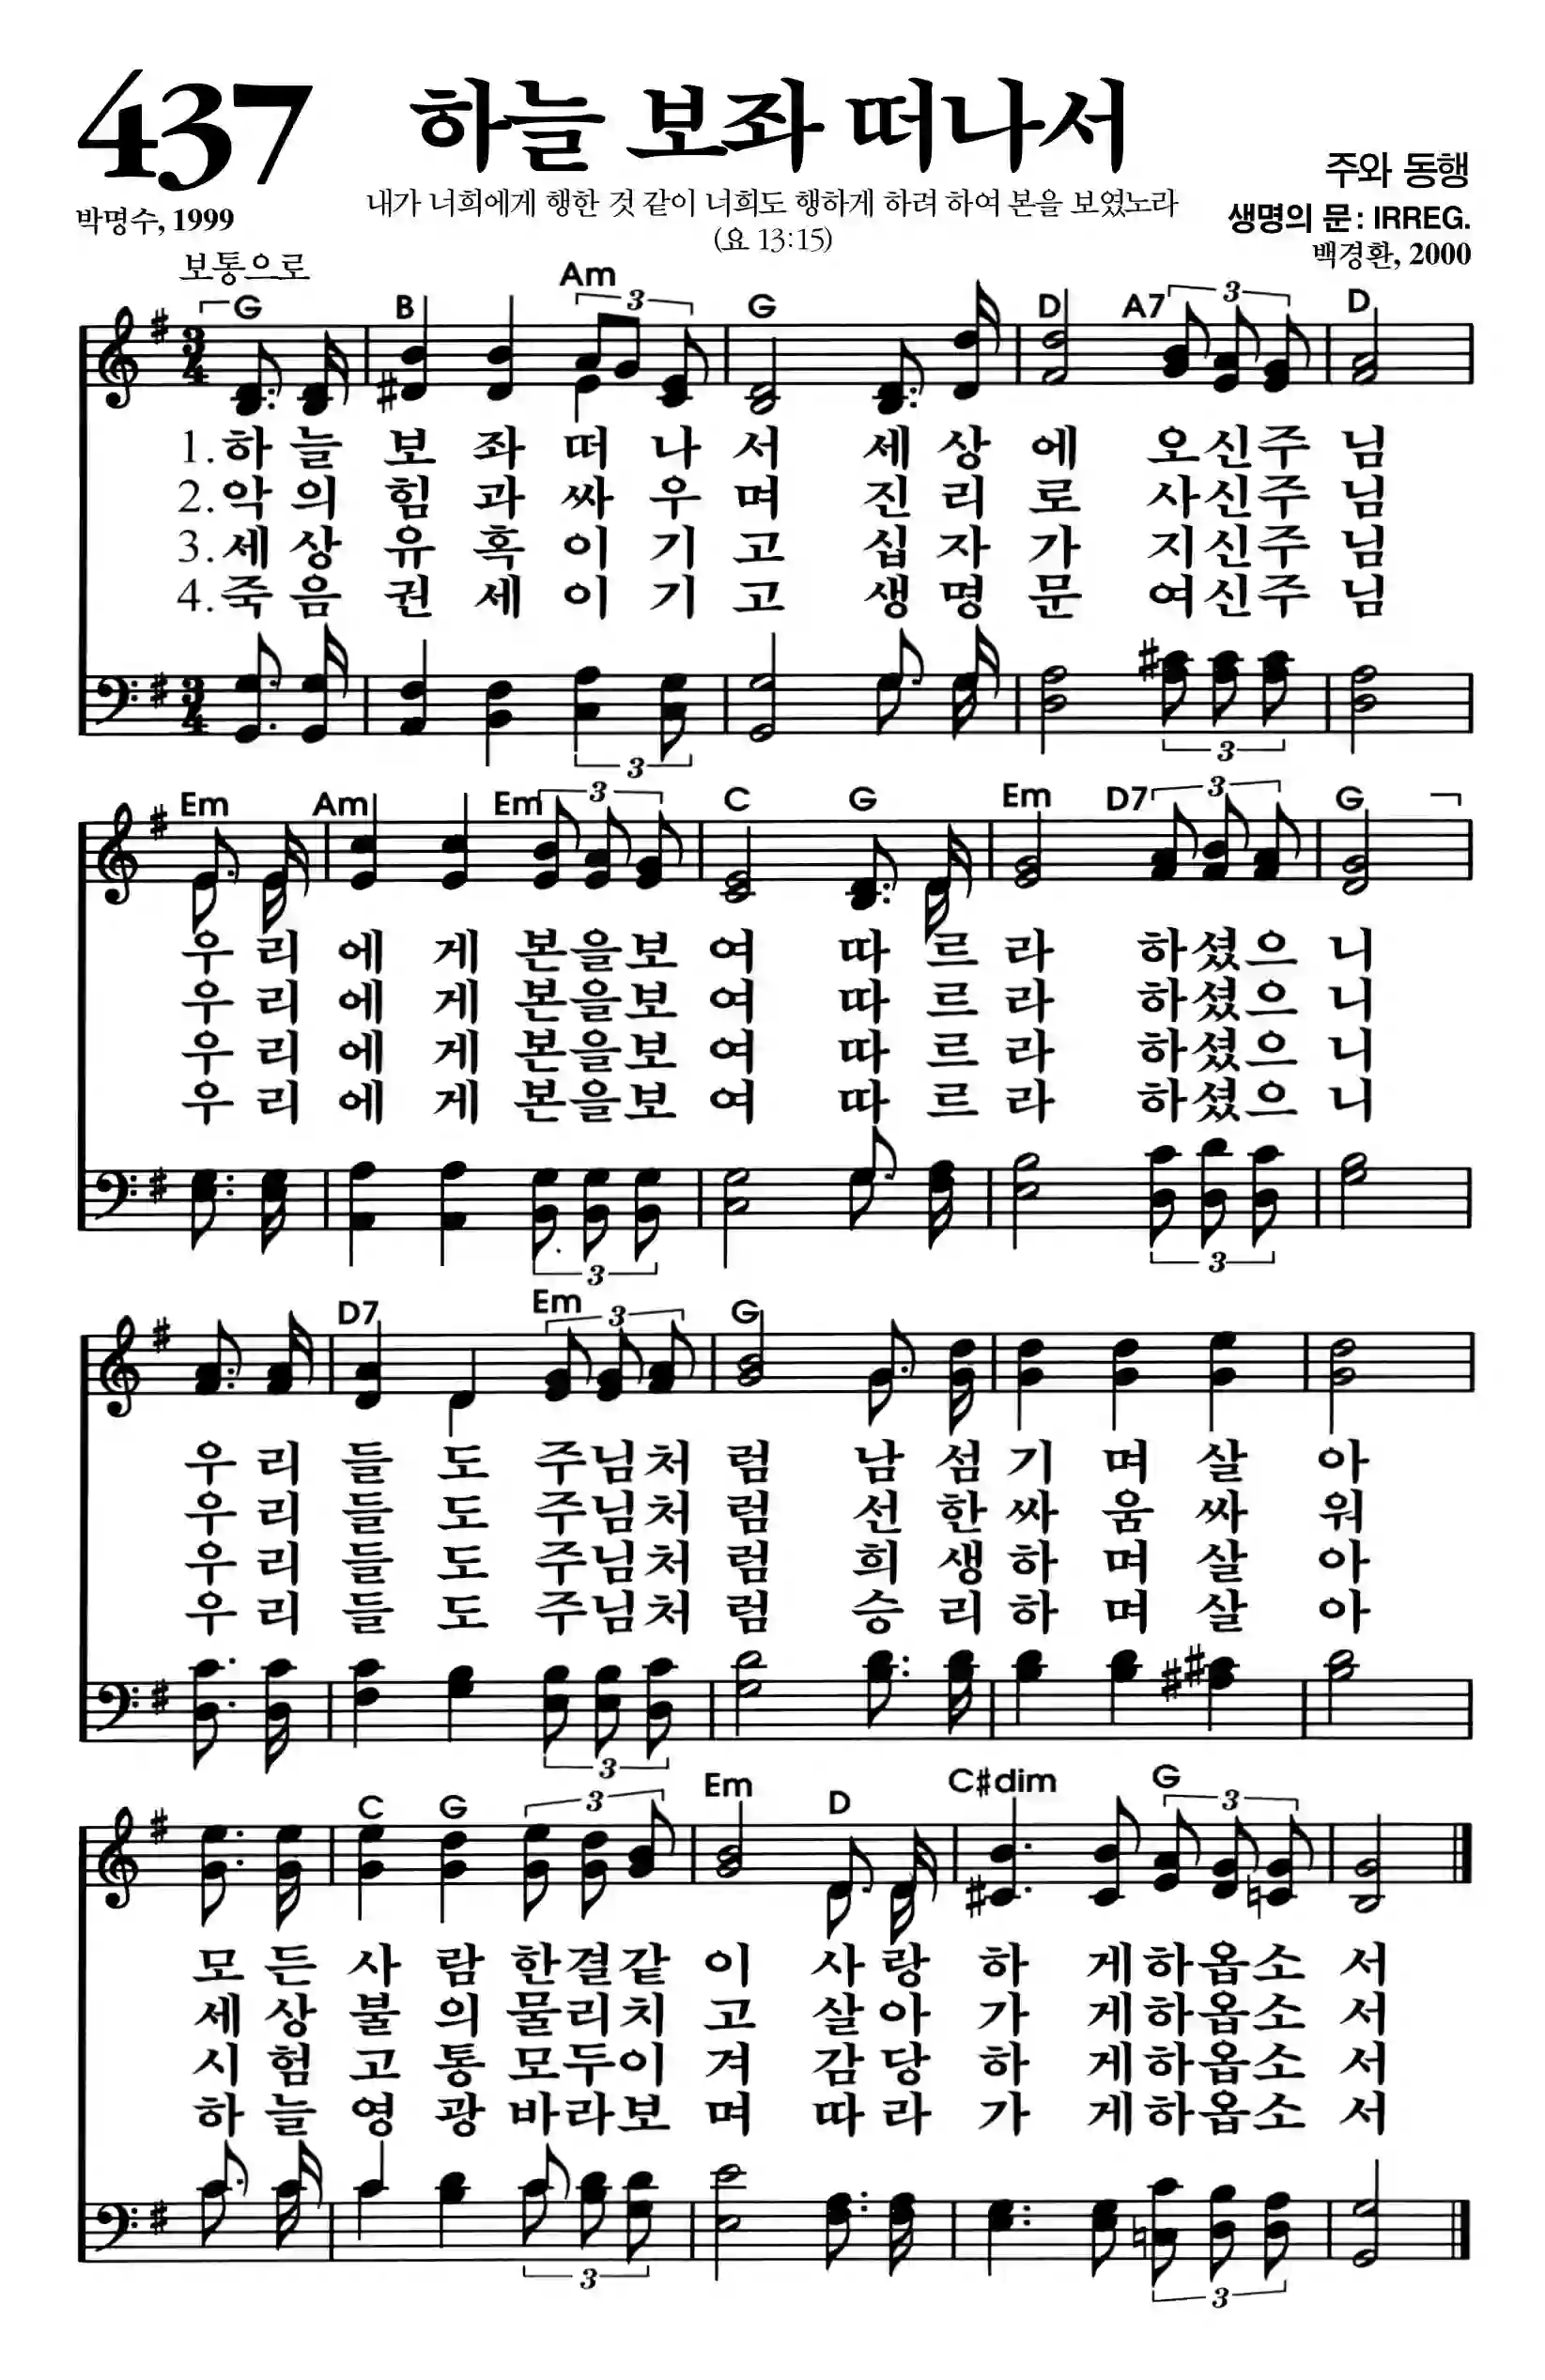 437
하늘 보좌 떠나서
주와 동행
내가 너희에게 행한 것 같이 너희도 행하게 하려 하여 본을 보였노라
박명수, 1999
생명의 문: IRREG.
(요 13:15)
백경환, 2000
보통으로
G B Am 3 G D A7 3 D
3 4
1. 하 늘 보 좌 떠 나 서 세 상 에 오 신 주 님
2. 악 의 힘 과 싸 우 며 진 리 로 사 신 주 님
3. 세 상 유 혹 이 기 고 십 자 가 지 신 주 님
4. 죽 음 권 세 이 기 고 생 명 문 여 신 주 님
3 4
3 3
Em Am Em 3 C G Em D7 3 G
우 리 에 게 본 을 보 여 따 르 라 하 셨 으 니
우 리 에 게 본 을 보 여 따 르 라 하 셨 으 니
우 리 에 게 본 을 보 여 따 르 라 하 셨 으 니
우 리 에 게 본 을 보 여 따 르 라 하 셨 으 니
3 3
D7 Em 3 G
우 리 들 도 주 님 처 럼 남 섬 기 며 살 아
우 리 들 도 주 님 처 럼 선 한 싸 움 싸 워
우 리 들 도 주 님 처 럼 희 생 하 며 살 아
우 리 들 도 주 님 처 럼 승 리 하 며 살 아
3
C G 3 Em D C#dim G 3
모 든 사 람 한 결 같 이 사 랑 하 게 하 옵 소 서
세 상 불 의 물 리 치 고 살 아 가 게 하 옵 소 서
시 험 고 통 모 두 이 겨 감 당 하 게 하 옵 소 서
하 늘 영 광 바 라 보 며 따 라 가 게 하 옵 소 서
3 3